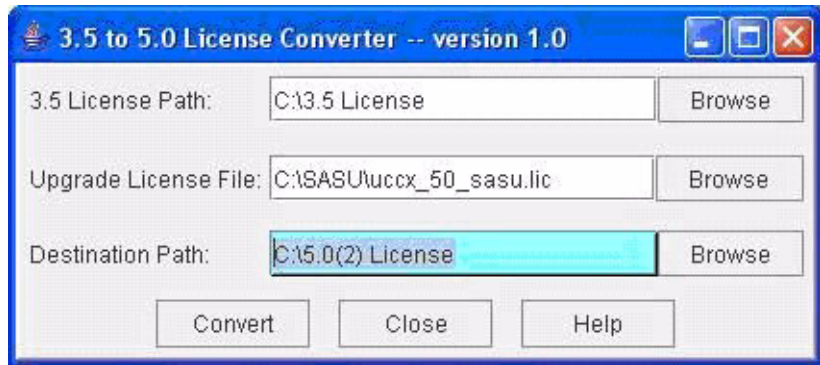 3.5 to 5.0 License Converter -- version 1.0
3.5 License Path: C:\3.5 License Browse
Upgrade License File: C:\SASU\uccx_50_sasu.lic Browse
Destination Path: C:\5.0(2) License Browse
Convert Close Help